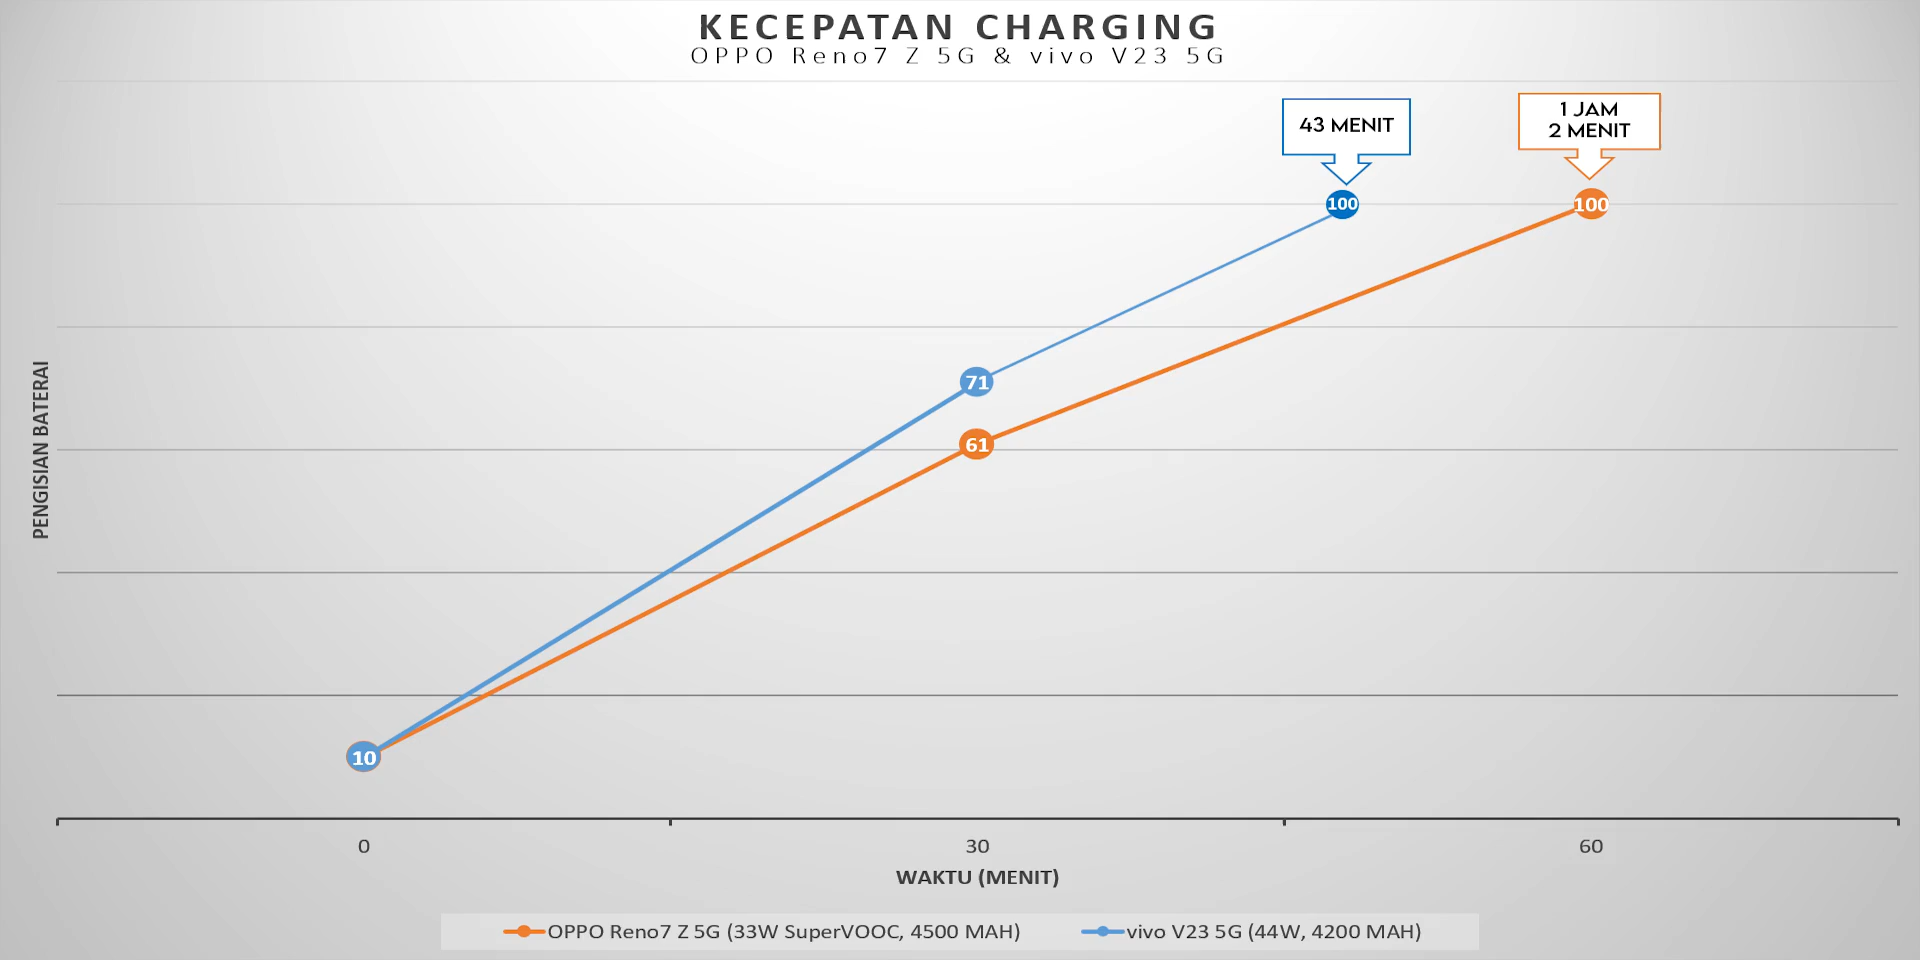 KECEPATAN CHARGING
OPPO Reno7 Z 5G & vivo V23 5G
43 MENIT
1 JAM
2 MENIT
100
100
71
61
10
PENGISIAN BATERAI
0
30
60
WAKTU (MENIT)
OPPO Reno7 Z 5G (33W SuperVOOC, 4500 MAH)
vivo V23 5G (44W, 4200 MAH)